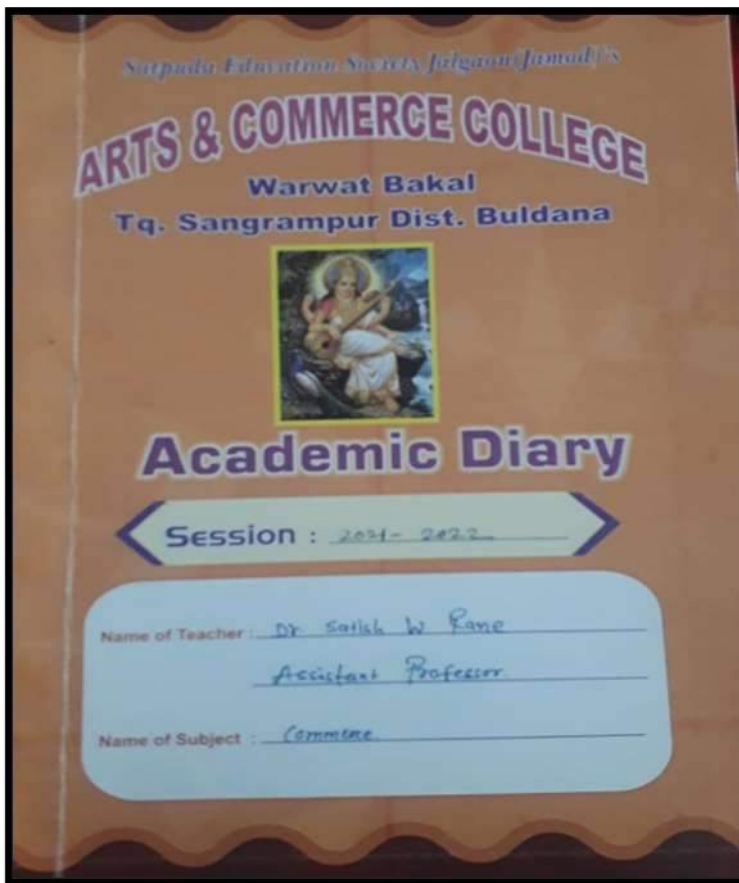 Satpuda Education Society Jalgaon(Jamod)'s
ARTS & COMMERCE COLLEGE
Warwat Bakal
Tq. Sangrampur Dist. Buldana
Academic Diary
Session : 2021-2022
Name of Teacher : Dr. Satish W Rane
Assistant Professor
Name of Subject : Commerce